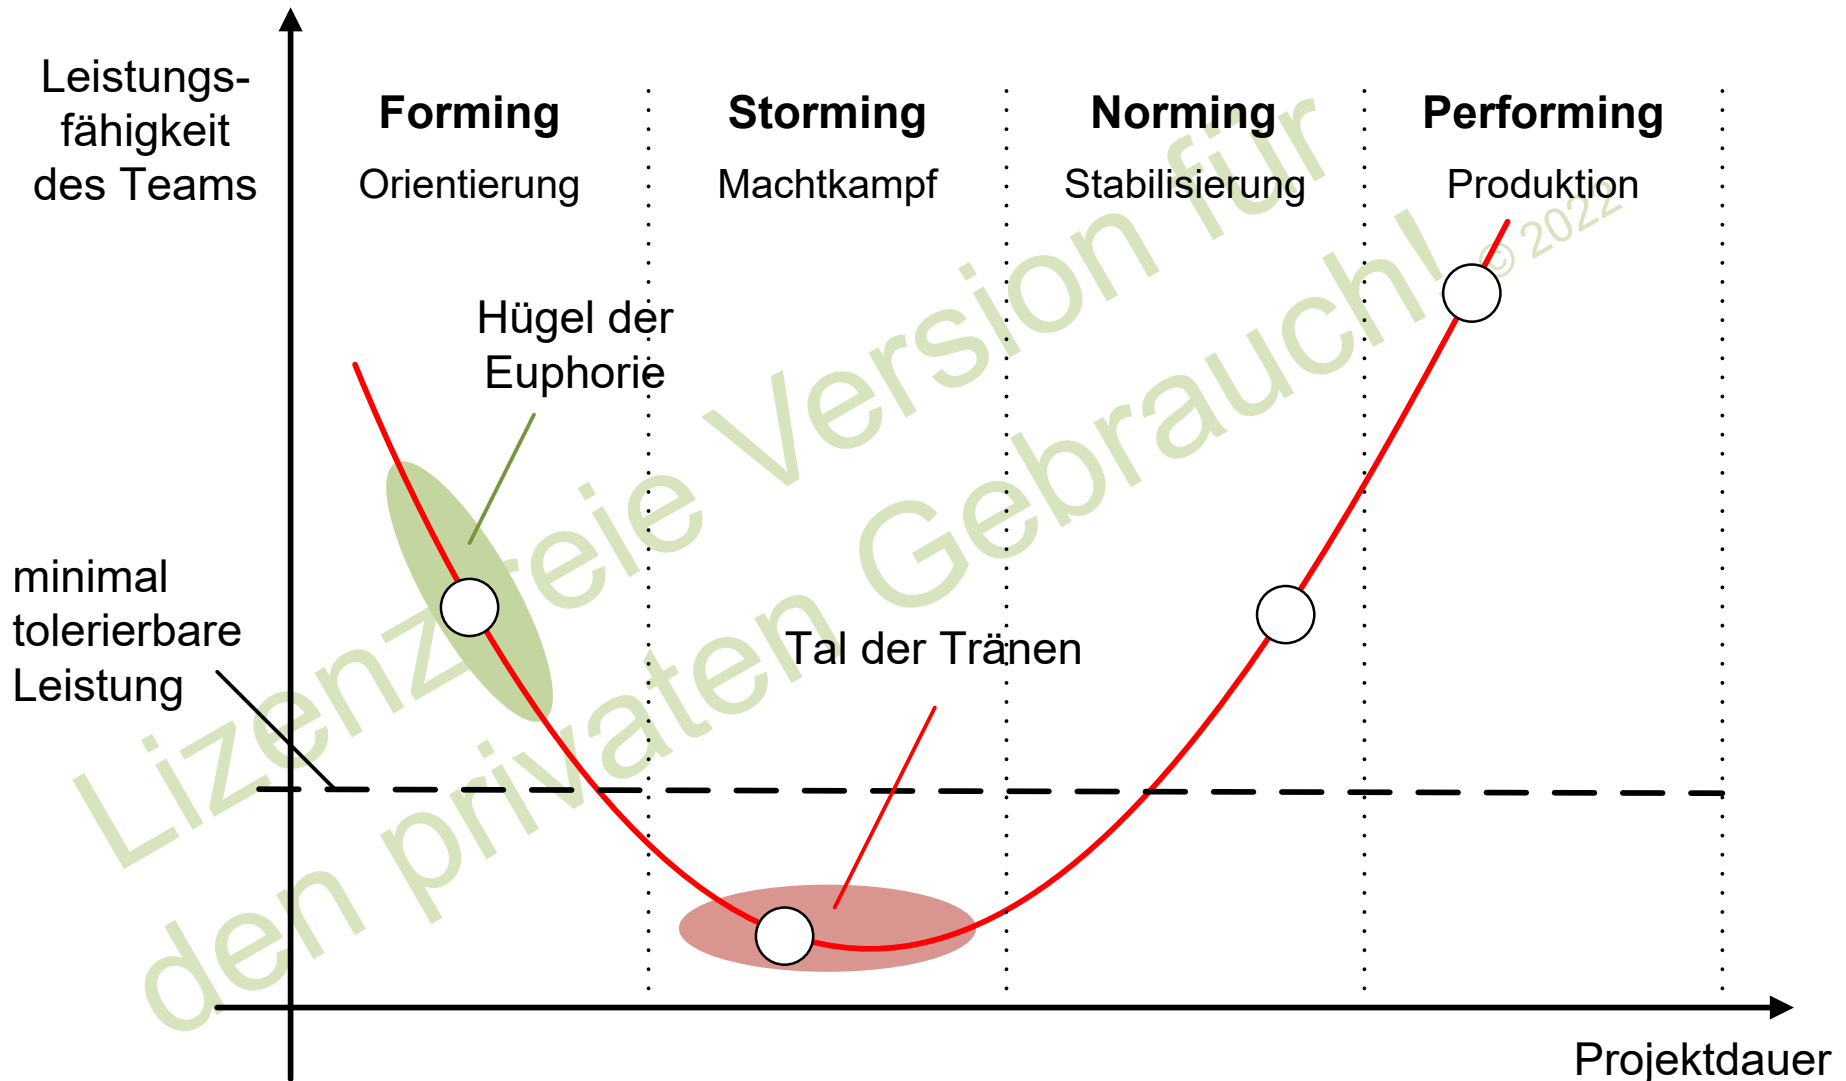 Leistungs-
fähigkeit
des Teams
Forming
Orientierung
Storming
Machtkampf
Norming
Stabilisierung
Performing
Produktion
Hügel der
Euphorie
minimal
tolerierbare
Leistung
Tal der Tränen
Projektdauer
Lizenzfreie Version für
den privaten Gebrauch!
© 2022